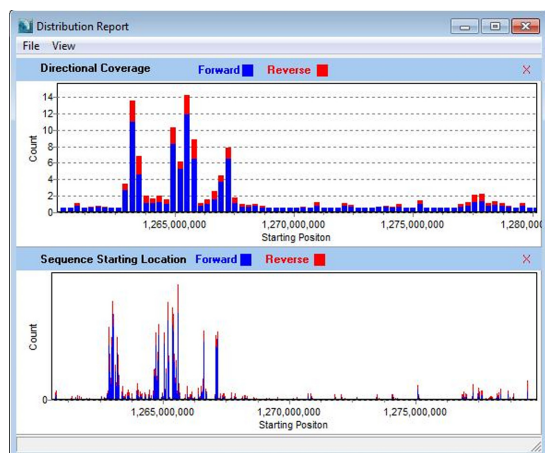 Distribution Report
File View
Directional Coverage Forward Reverse X
Count
14
12
10
8
6
4
2
0
1,265,000,000 1,270,000,000 1,275,000,000 1,280,000
Starting Positon
Sequence Starting Location Forward Reverse X
Count
0
1,265,000,000 1,270,000,000 1,275,000,000
Starting Positon